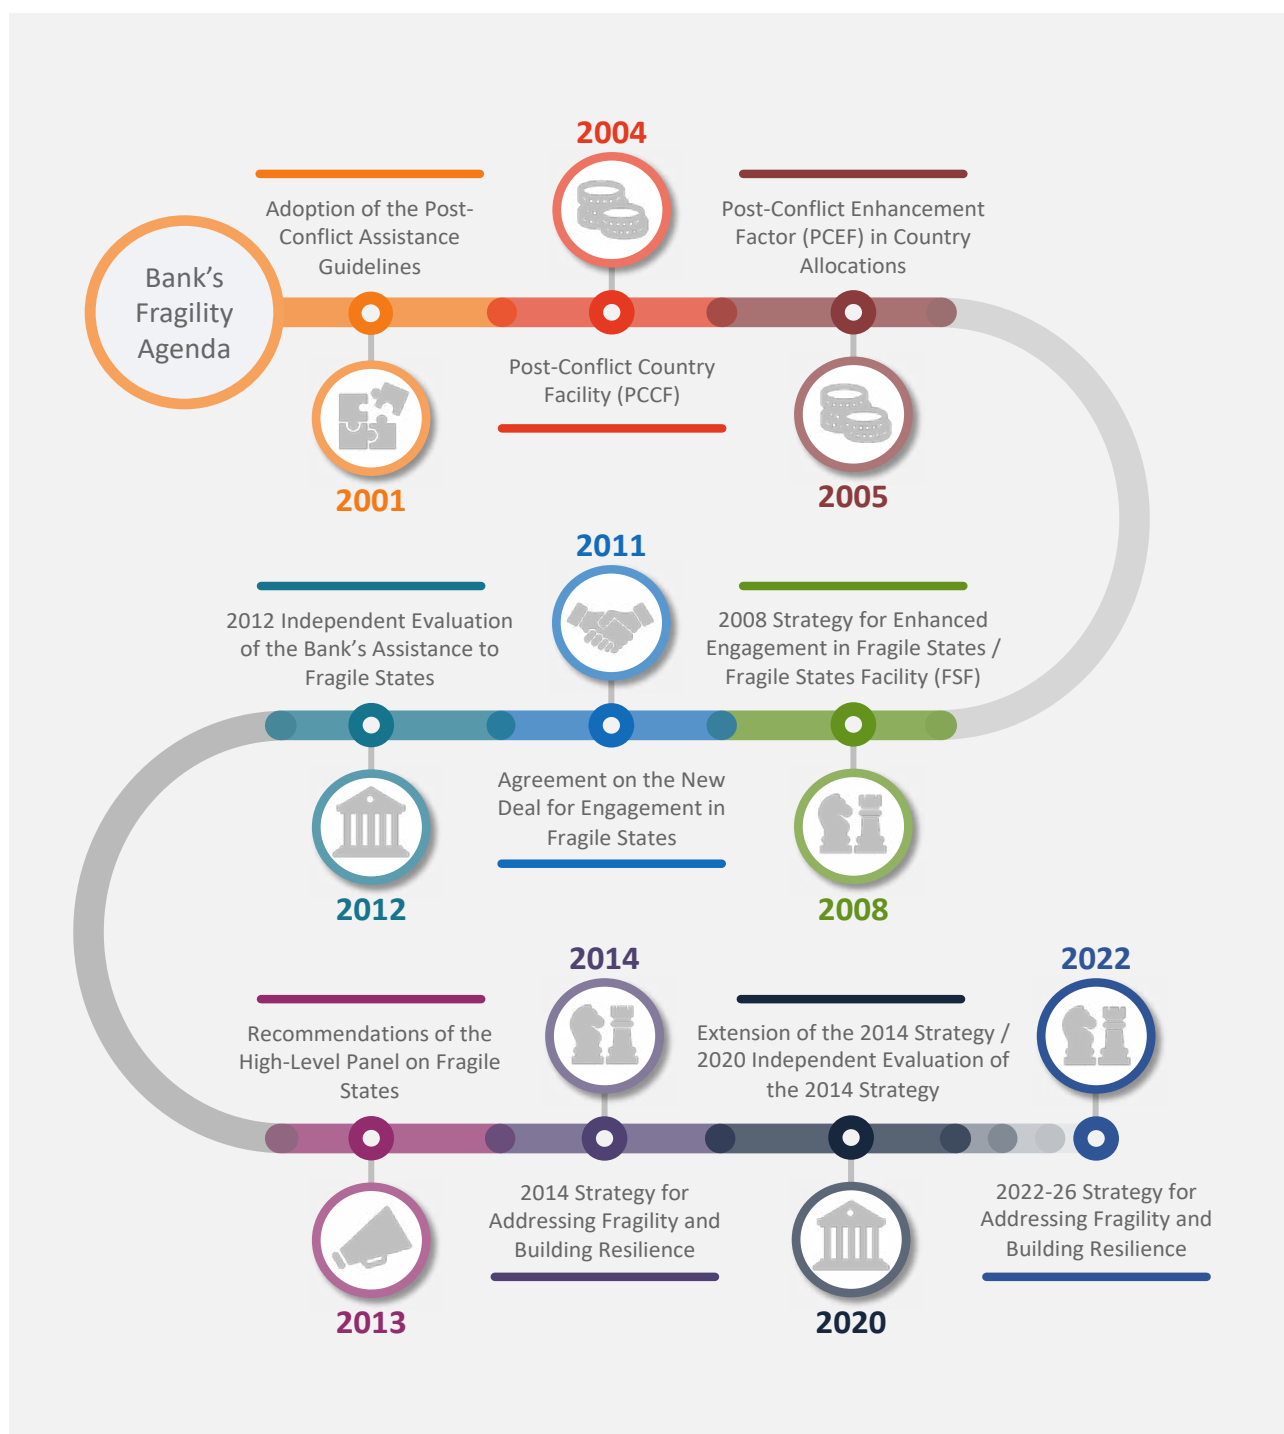 Bank's
Fragility
Agenda
Adoption of the Post-
Conflict Assistance
Guidelines
2001
2004
Post-Conflict Country
Facility (PCCF)
Post-Conflict Enhancement
Factor (PCEF) in Country
Allocations
2005
2008 Strategy for Enhanced
Engagement in Fragile States /
Fragile States Facility (FSF)
2008
2011
Agreement on the New
Deal for Engagement in
Fragile States
2012 Independent Evaluation
of the Bank's Assistance to
Fragile States
2012
Recommendations of the
High-Level Panel on Fragile
States
2013
2014
2014 Strategy for
Addressing Fragility and
Building Resilience
Extension of the 2014 Strategy /
2020 Independent Evaluation of
the 2014 Strategy
2020
2022
2022-26 Strategy for
Addressing Fragility and
Building Resilience